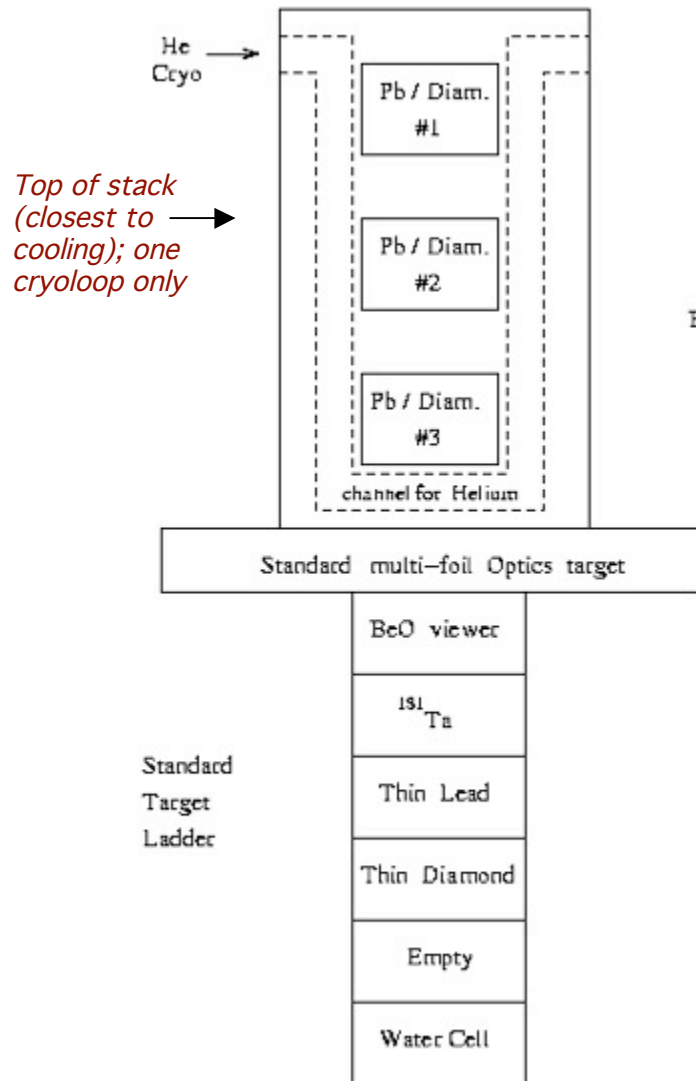 He
Cryo
Pb / Diam.
#1
Top of stack
(closest to
cooling); one
cryoloop only
Pb / Diam.
#2
Pb / Diam.
#3
channel for Helium
Standard multi-foil Optics target
BeO viewer
181Ta
Standard
Target
Ladder
Thin Lead
Thin Diamond
Empty
Water Cell